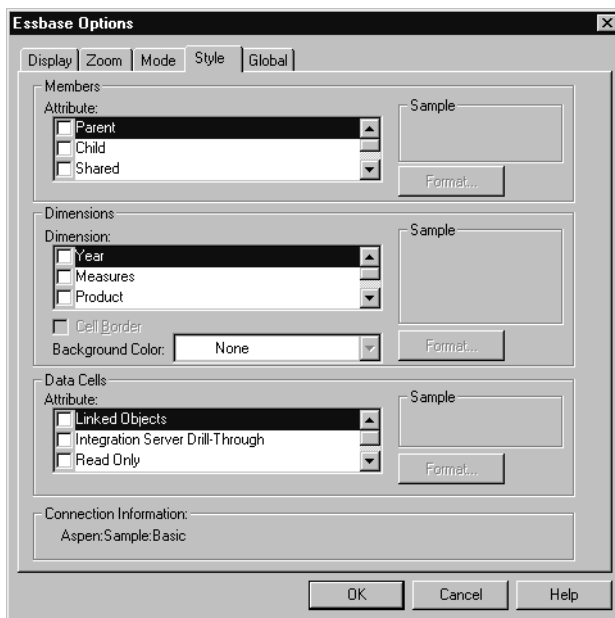 Essbase Options
Display Zoom Mode Style Global
Members
Attribute:
Parent
Child
Shared
Sample
Format...
Dimensions
Dimension:
Year
Measures
Product
Cell Border
Background Color: None
Sample
Format...
Data Cells
Attribute:
Linked Objects
Integration Server Drill-Through
Read Only
Sample
Format...
Connection Information:
Aspen:Sample:Basic
OK Cancel Help